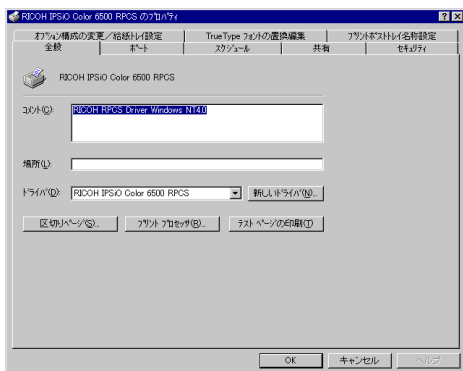 RICOH IPSiO Color 6500 RPCS のプロパティ
オプション構成の変更／給紙トレイ設定
TrueType フォントの置換編集
プリントポストレイ名称設定
全般
ポート
スケジュール
共有
セキュリティ
RICOH IPSiO Color 6500 RPCS
コメント(C):
RICOH RPCS Driver Windows NT4.0
場所(L):
ドライバ(D):
RICOH IPSiO Color 6500 RPCS
新しいドライバ(N)...
区切りページ(S)...
プリント プロセッサ(R)...
テスト ページの印刷(T)
OK
キャンセル
ヘルプ